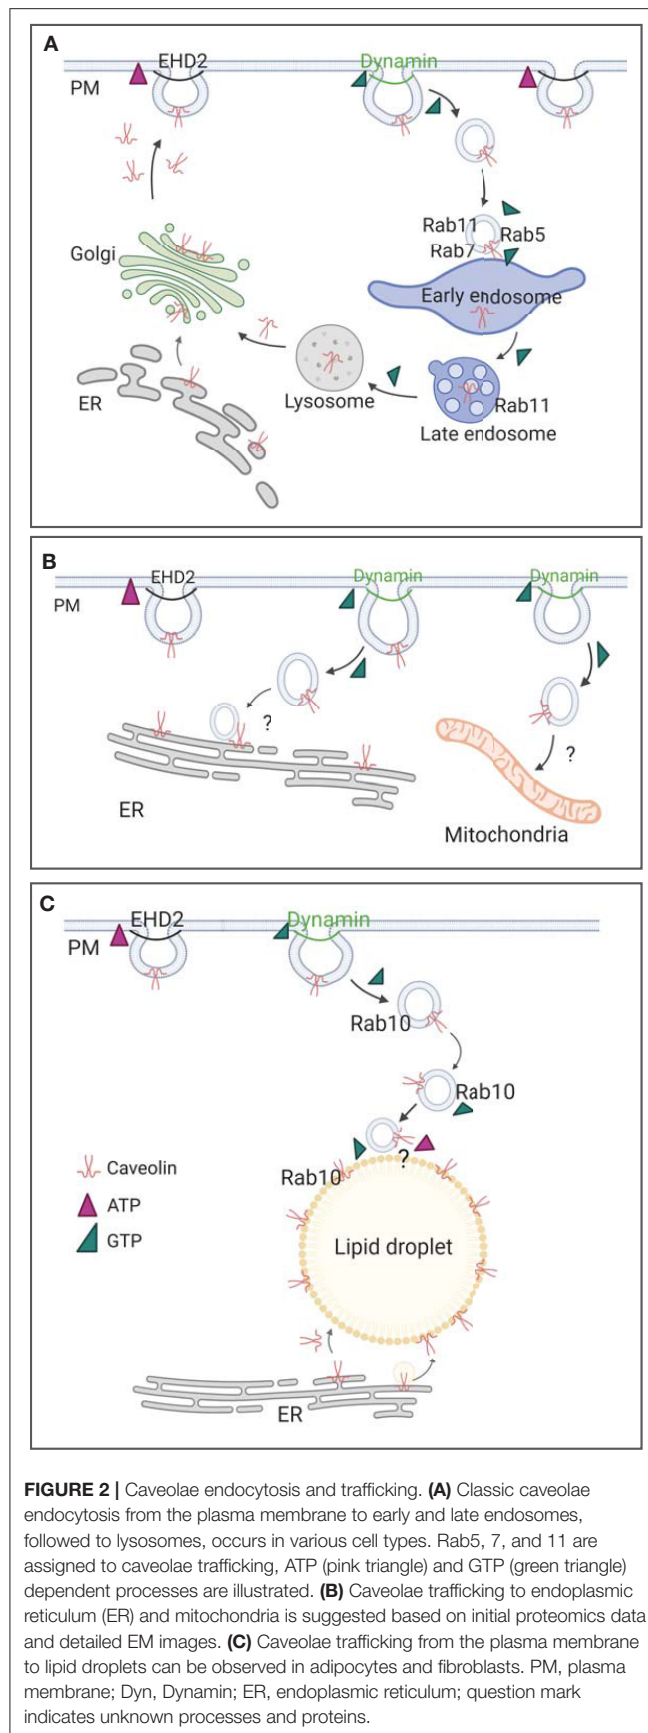 A
EHD2
Dynamin
PM
Rab11
Rab5
Rab7
Golgi
Early endosome
ER
Lysosome
Rab11
Late endosome
B
EHD2
Dynamin
Dynamin
PM
?
?
ER
Mitochondria
C
EHD2
Dynamin
PM
Rab10
Rab10
?
Rab10
Caveolin
ATP
GTP
Lipid droplet
ER
FIGURE 2 | Caveolae endocytosis and trafficking. (A) Classic caveolae
endocytosis from the plasma membrane to early and late endosomes,
followed to lysosomes, occurs in various cell types. Rab5, 7, and 11 are
assigned to caveolae trafficking, ATP (pink triangle) and GTP (green triangle)
dependent processes are illustrated. (B) Caveolae trafficking to endoplasmic
reticulum (ER) and mitochondria is suggested based on initial proteomics data
and detailed EM images. (C) Caveolae trafficking from the plasma membrane
to lipid droplets can be observed in adipocytes and fibroblasts. PM, plasma
membrane; Dyn, Dynamin; ER, endoplasmic reticulum; question mark
indicates unknown processes and proteins.